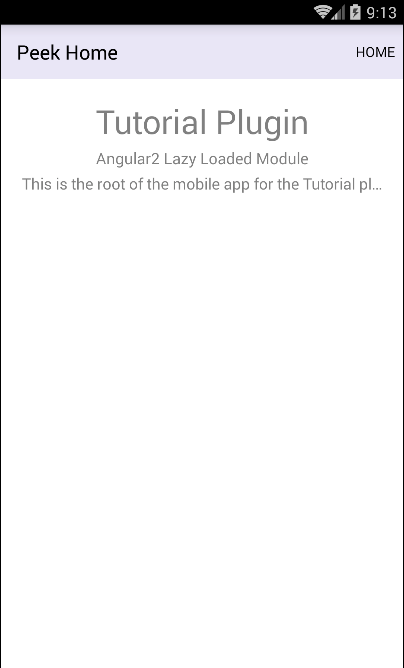 9:13
Peek Home HOME
Tutorial Plugin
Angular2 Lazy Loaded Module
This is the root of the mobile app for the Tutorial pl...